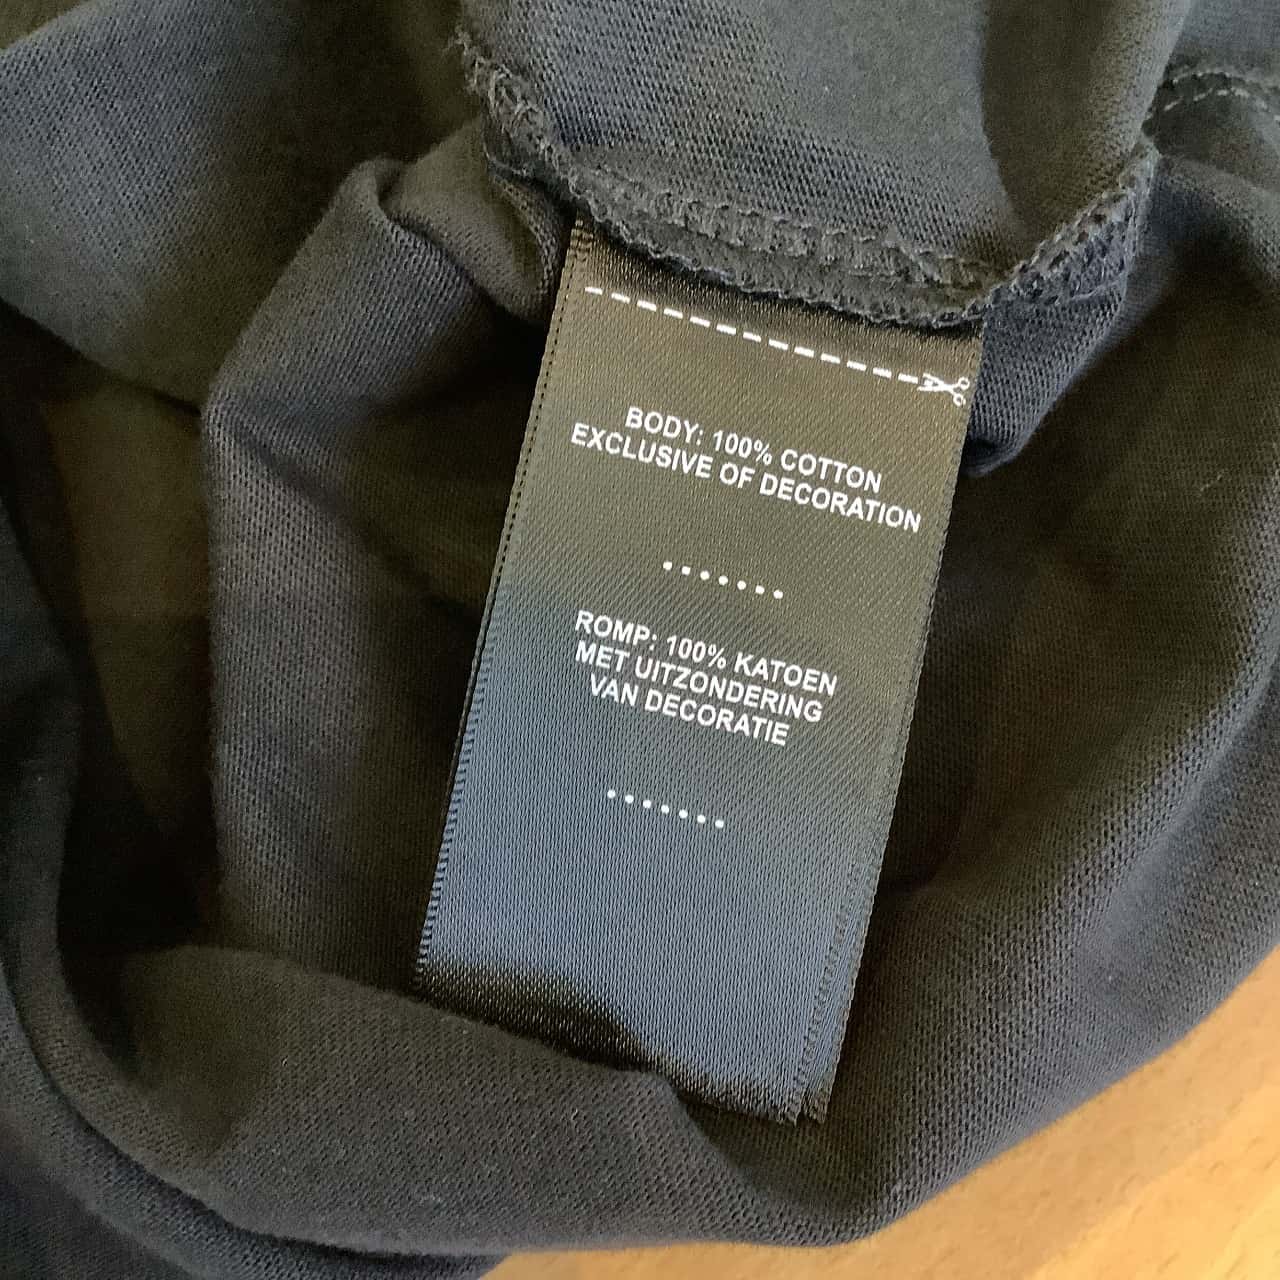 BODY: 100% COTTON
EXCLUSIVE OF DECORATION
.......
ROMP: 100% KATOEN
MET UITZONDERING
VAN DECORATIE
.......